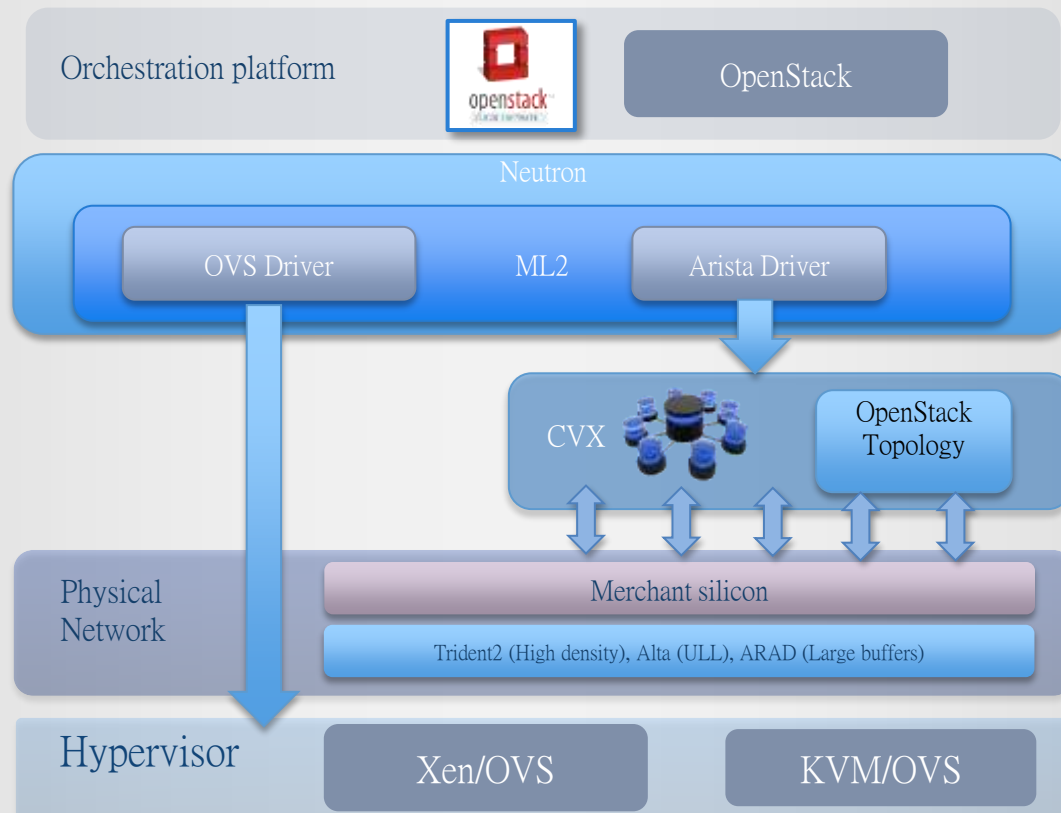 Orchestration platform
openstack
OpenStack
Neutron
OVS Driver
ML2
Arista Driver
CVX
OpenStack
Topology
Physical
Network
Merchant silicon
Trident2 (High density), Alta (ULL), ARAD (Large buffers)
Hypervisor
Xen/OVS
KVM/OVS